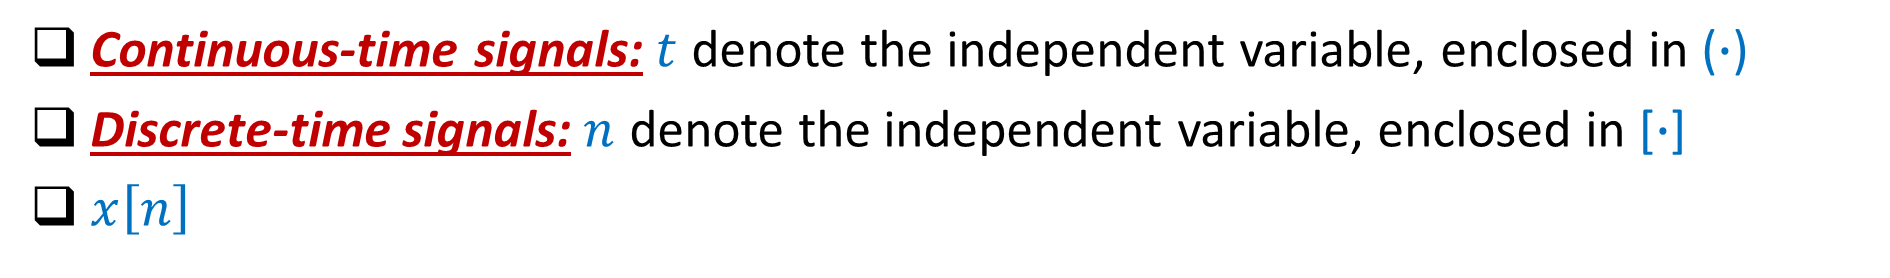 ❑ Continuous-time signals: t denote the independent variable, enclosed in (·)
❑ Discrete-time signals: n denote the independent variable, enclosed in [·]
❑ x[n]